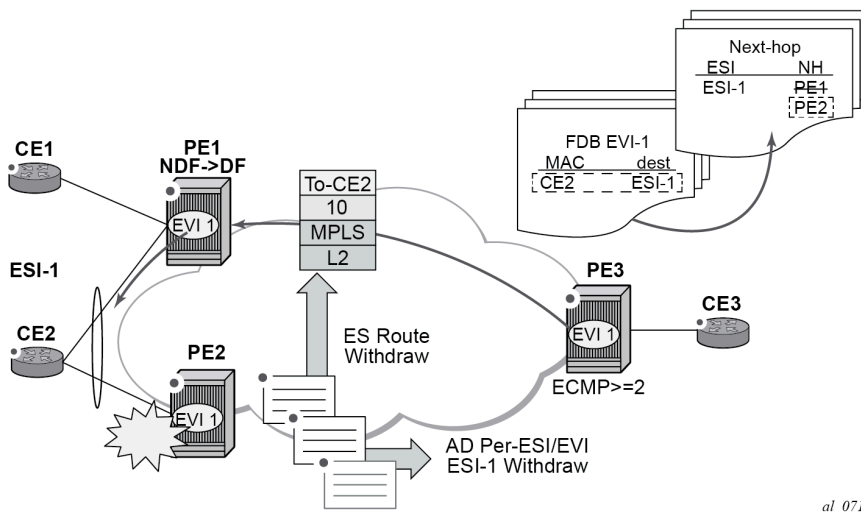 Next-hop
ESI NH
ESI-1 PE1
PE2
FDB EVI-1
MAC dest
CE2 ESI-1
CE1
PE1
NDF->DF
EVI 1
To-CE2
10
MPLS
L2
ESI-1
PE3
EVI 1
ECMP>=2
CE3
CE2
PE2
EVI 1
ES Route
Withdraw
AD Per-ESI/EVI
ESI-1 Withdraw
al_071